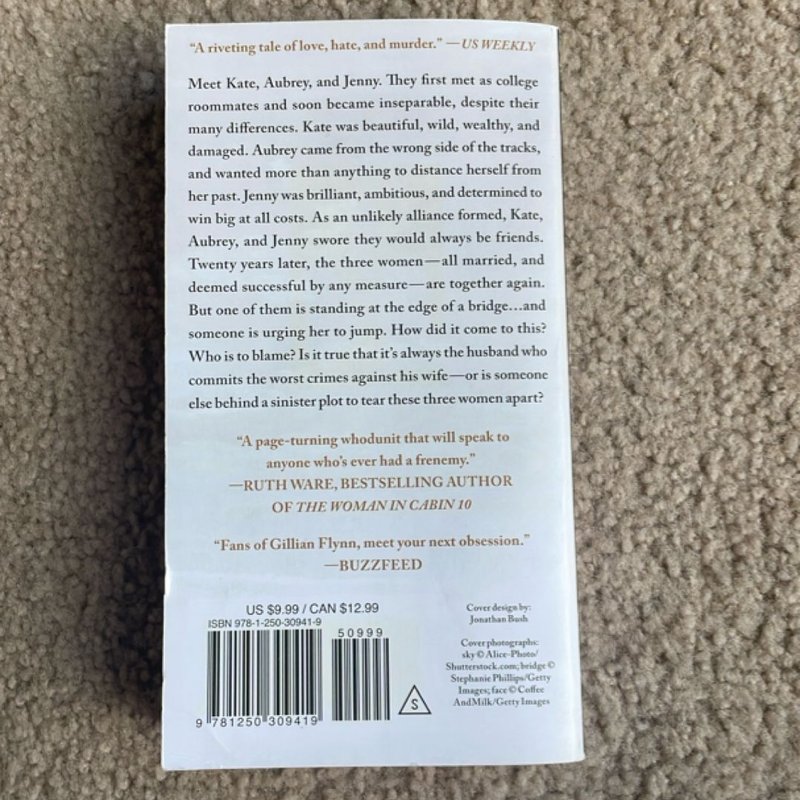 “A riveting tale of love, hate, and murder.” —US WEEKLY
Meet Kate, Aubrey, and Jenny. They first met as college
roommates and soon became inseparable, despite their
many differences. Kate was beautiful, wild, wealthy, and
damaged. Aubrey came from the wrong side of the tracks,
and wanted more than anything to distance herself from
her past. Jenny was brilliant, ambitious, and determined to
win big at all costs. As an unlikely alliance formed, Kate,
Aubrey, and Jenny swore they would always be friends.
Twenty years later, the three women—all married, and
deemed successful by any measure—are together again.
But one of them is standing at the edge of a bridge...and
someone is urging her to jump. How did it come to this?
Who is to blame? Is it true that it’s always the husband who
commits the worst crimes against his wife—or is someone
else behind a sinister plot to tear these three women apart?
“A page-turning whodunit that will speak to
anyone who’s ever had a frenemy.”
—RUTH WARE, BESTSELLING AUTHOR
OF THE WOMAN IN CABIN 10
“Fans of Gillian Flynn, meet your next obsession.”
—BUZZFEED
US $9.99 / CAN $12.99
ISBN 978-1-250-30941-9
50999
9 781250 309419
S
Cover design by:
Jonathan Bush
Cover photographs:
sky © Alice-Photo/
Shutterstock.com; bridge ©
Stephanie Phillips/Getty
Images; face © Coffee
AndMilk/Getty Images